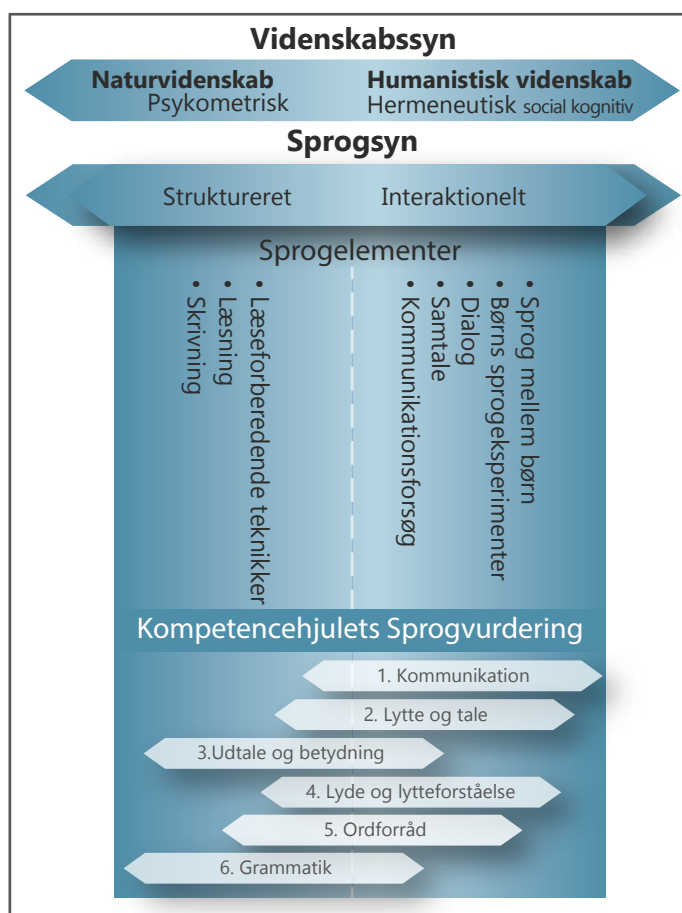 Videnskabssyn
Naturvidenskab
Psykometrisk
Humanistisk videnskab
Hermeneutisk social kognitiv
Sprogsyn
Struktureret
Interaktionelt
Sprogelementer
• Læseforberedende teknikker
• Læsning
• Skrivning
• Sprog mellem børn
• Børns sprogeksperimenter
• Dialog
• Samtale
• Kommunikationsforsøg
Kompetencehjulets Sprogvurdering
1. Kommunikation
2. Lytte og tale
3.Udtale og betydning
4. Lyde og lytteforståelse
5. Ordforråd
6. Grammatik